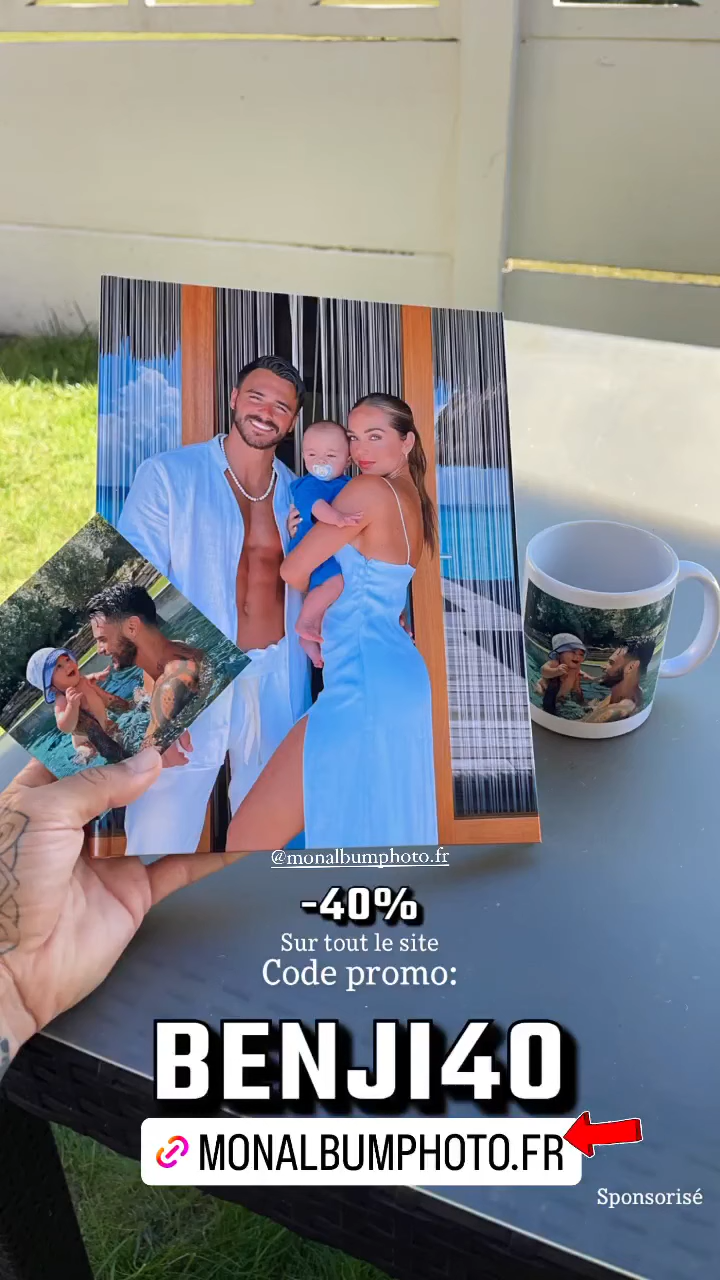 @monalbumphoto.fr
-40%
Sur tout le site
Code promo:
BENJI40
MONALBUMPHOTO.FR
Sponsorisé